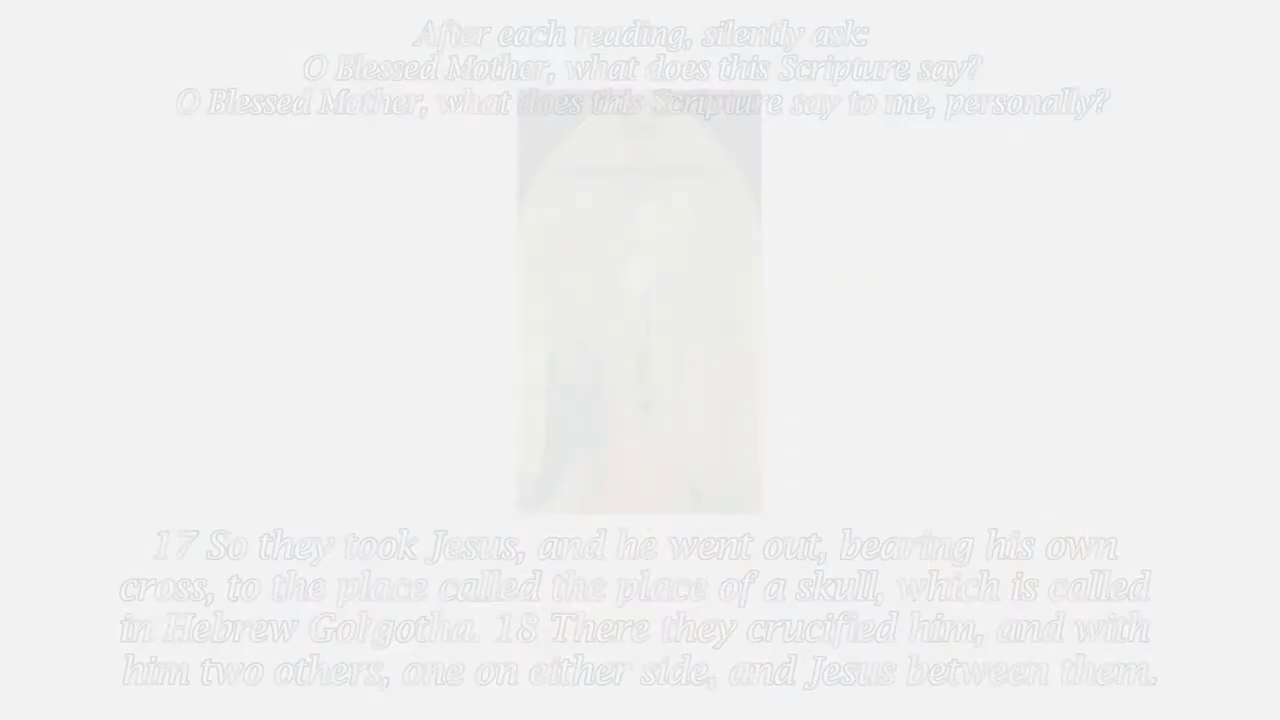 After each reading, silently ask:
O Blessed Mother, what does this Scripture say?
O Blessed Mother, what does this Scripture say to me, personally?
17 So they took Jesus, and he went out, bearing his own
cross, to the place called the place of a skull, which is called
in Hebrew Gol'gotha. 18 There they crucified him, and with
him two others, one on either side, and Jesus between them.